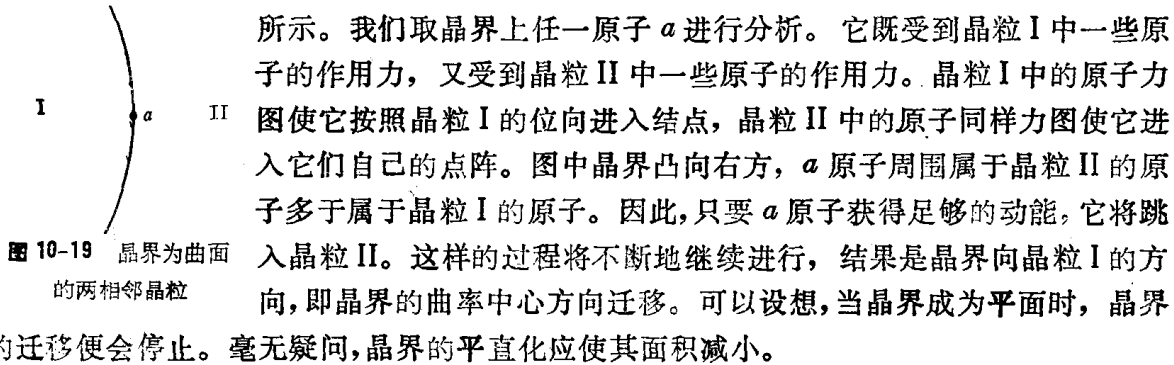 所示。我们取晶界上任一原子 a 进行分析。它既受到晶粒 I 中一些原
子的作用力，又受到晶粒 II 中一些原子的作用力。晶粒 I 中的原子力
I a II
图使它按照晶粒 I 的位向进入结点，晶粒 II 中的原子同样力图使它进
入它们自己的点阵。图中晶界凸向右方，a 原子周围属于晶粒 II 的原
子多于属于晶粒 I 的原子。因此，只要 a 原子获得足够的动能，它将跳
入晶粒 II。这样的过程将不断地继续进行，结果是晶界向晶粒 I 的方
向，即晶界的曲率中心方向迁移。可以设想，当晶界成为平面时，晶界
图 10-19 晶界为曲面
的两相邻晶粒
的迁移便会停止。毫无疑问，晶界的平直化应使其面积减小。